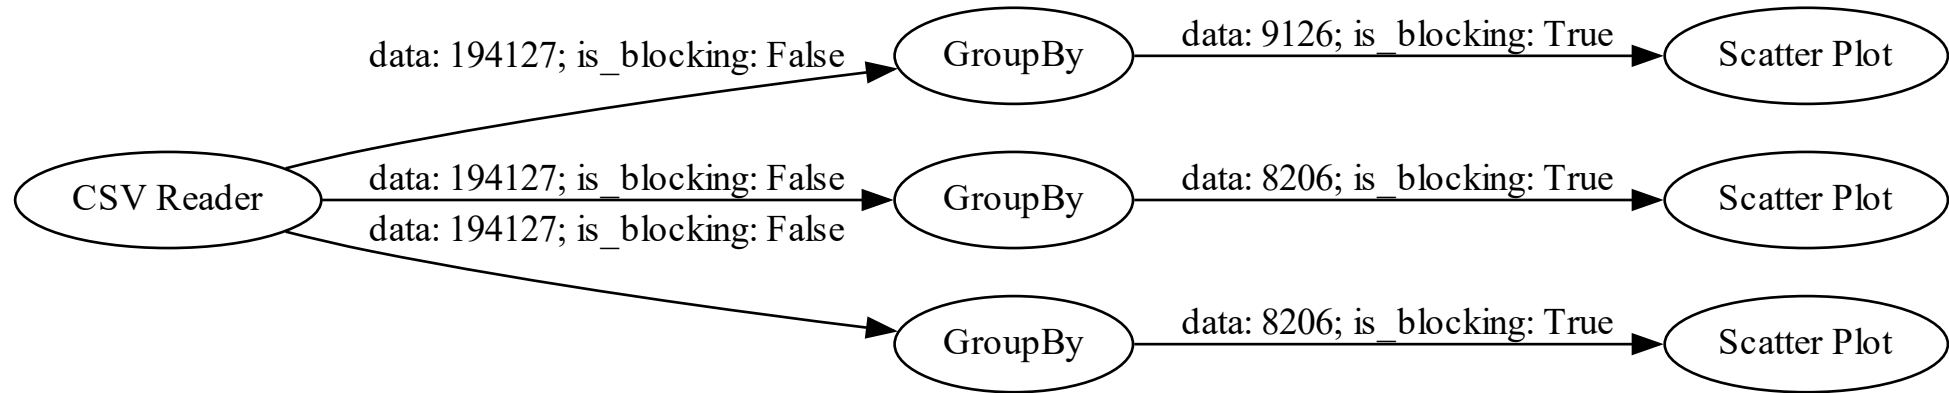 data: 194127; is_blocking: False
GroupBy
data: 9126; is_blocking: True
Scatter Plot
CSV Reader
data: 194127; is_blocking: False
GroupBy
data: 8206; is_blocking: True
Scatter Plot
data: 194127; is_blocking: False
GroupBy
data: 8206; is_blocking: True
Scatter Plot